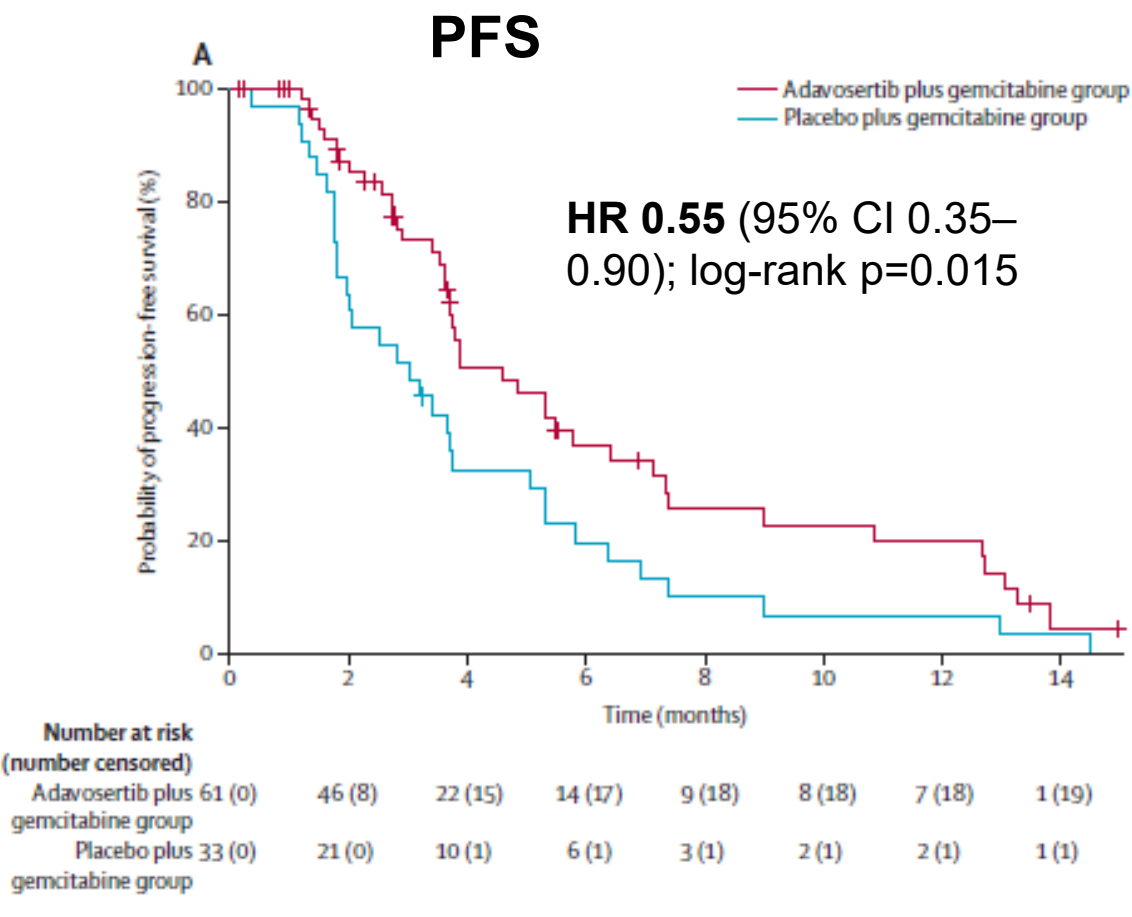 PFS
A
Adavosertib plus gemcitabine group
Placebo plus gemcitabine group
HR 0.55 (95% CI 0.35–
0.90); log-rank p=0.015
Probability of progression-free survival (%)
100
80
60
40
20
0
0 2 4 6 8 10 12 14
Time (months)
Number at risk
(number censored)
Adavosertib plus 61 (0) 46 (8) 22 (15) 14 (17) 9 (18) 8 (18) 7 (18) 1 (19)
gemcitabine group
Placebo plus 33 (0) 21 (0) 10 (1) 6 (1) 3 (1) 2 (1) 2 (1) 1 (1)
gemcitabine group